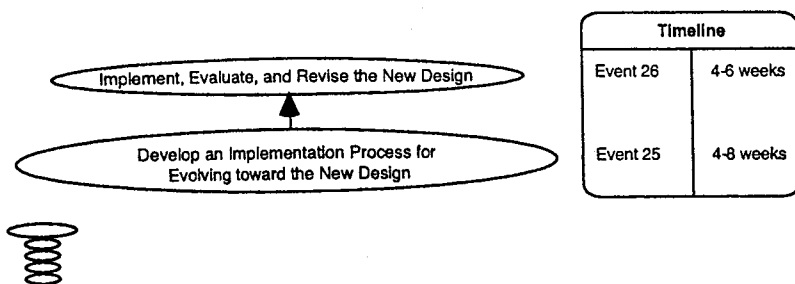 Timeline
Implement, Evaluate, and Revise the New Design
Event 26
4-6 weeks
Develop an Implementation Process for
Evolving toward the New Design
Event 25
4-8 weeks